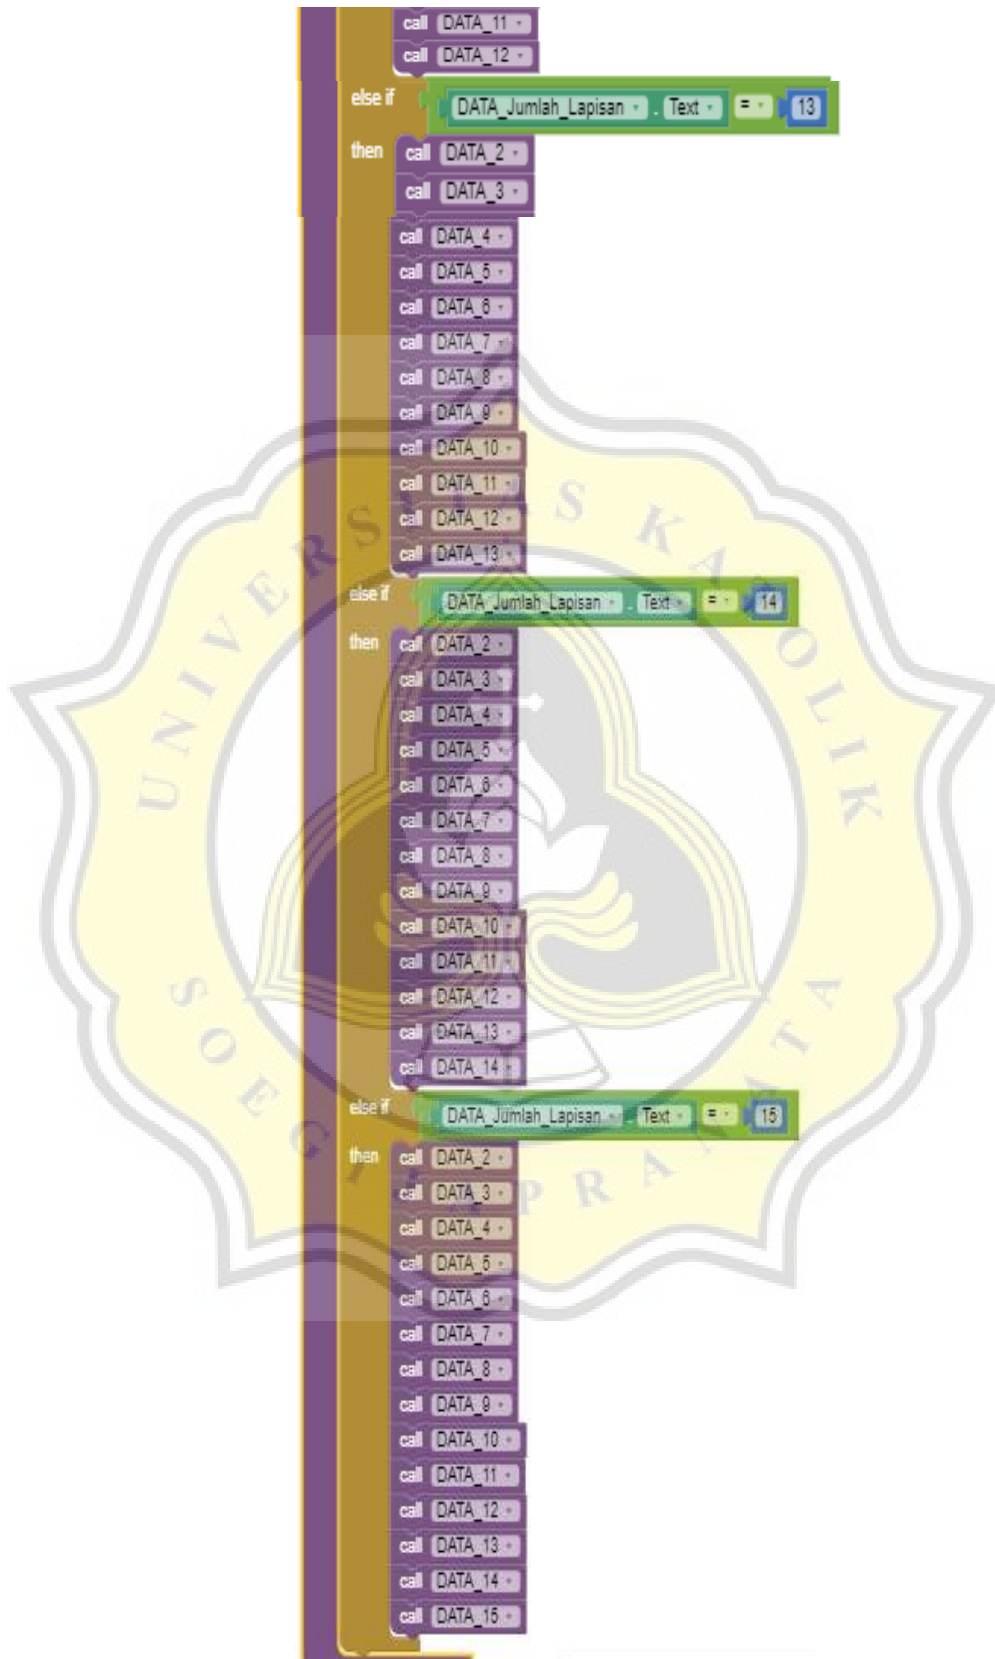 call DATA_11
call DATA_12
else if DATA_Jumlah_Lapisan . Text = 13
then call DATA_2
call DATA_3
call DATA_4
call DATA_5
call DATA_6
call DATA_7
call DATA_8
call DATA_9
call DATA_10
call DATA_11
call DATA_12
call DATA_13
else if DATA_Jumlah_Lapisan . Text = 14
then call DATA_2
call DATA_3
call DATA_4
call DATA_5
call DATA_6
call DATA_7
call DATA_8
call DATA_9
call DATA_10
call DATA_11
call DATA_12
call DATA_13
call DATA_14
else if DATA_Jumlah_Lapisan . Text = 15
then call DATA_2
call DATA_3
call DATA_4
call DATA_5
call DATA_6
call DATA_7
call DATA_8
call DATA_9
call DATA_10
call DATA_11
call DATA_12
call DATA_13
call DATA_14
call DATA_15
UNIVERSITAS KATOLIK
SOEGIJAPRANATA